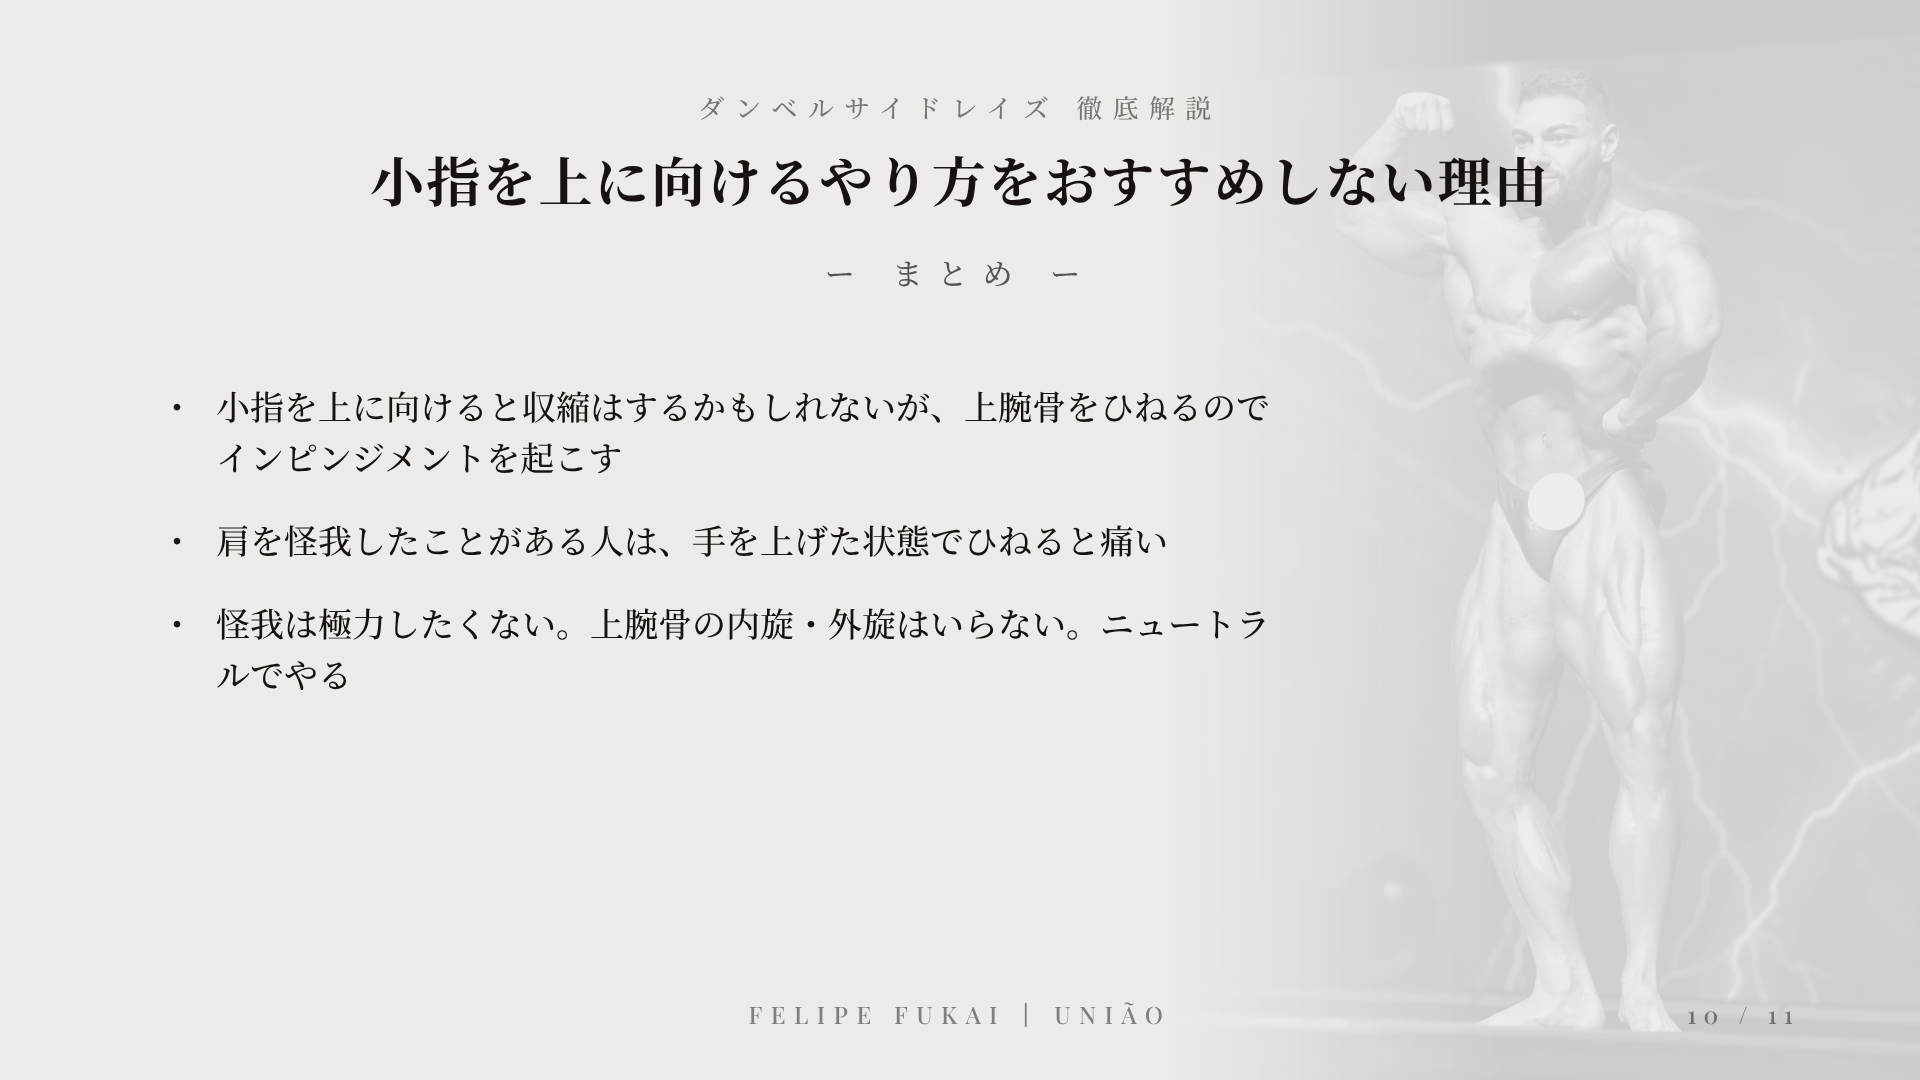 ダンベルサイドレイズ 徹底解説
小指を上に向けるやり方をおすすめしない理由
ー まとめ ー
・ 小指を上に向けると収縮はするかもしれないが、上腕骨をひねるので
インピンジメントを起こす
・ 肩を怪我したことがある人は、手を上げた状態でひねると痛い
・ 怪我は極力したくない。上腕骨の内旋・外旋はいらない。ニュートラ
ルでやる
FELIPE FUKAI | UNIÃO
10 / 11